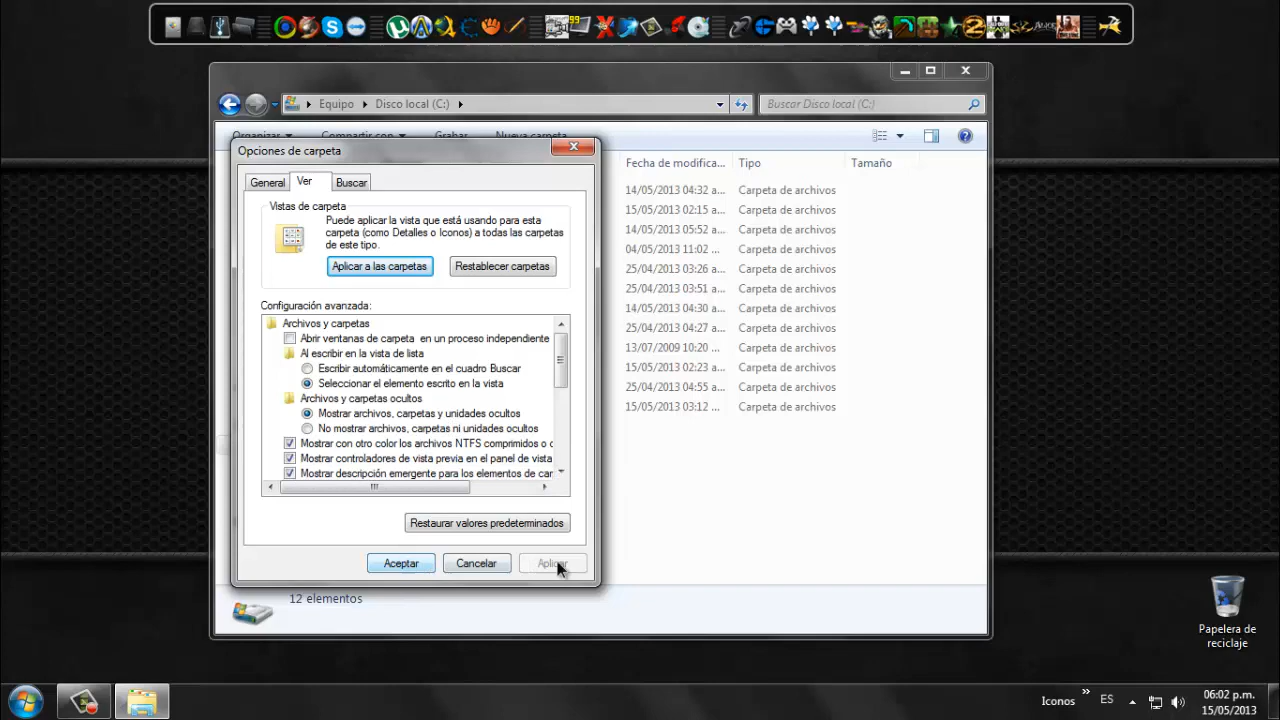 99
Equipo Disco local (C:) Buscar Disco local (C:)
Organizar Compartir con Grabar Nueva carpeta
Opciones de carpeta
General Ver Buscar
Vistas de carpeta
Puede aplicar la vista que está usando para esta
carpeta (como Detalles o Iconos) a todas las carpetas
de este tipo.
Aplicar a las carpetas Restablecer carpetas
Configuración avanzada:
Archivos y carpetas
Abrir ventanas de carpeta en un proceso independiente
Al escribir en la vista de lista
Escribir automáticamente en el cuadro Buscar
Seleccionar el elemento escrito en la vista
Archivos y carpetas ocultos
Mostrar archivos, carpetas y unidades ocultos
No mostrar archivos, carpetas ni unidades ocultos
Mostrar con otro color los archivos NTFS comprimidos o c
Mostrar controladores de vista previa en el panel de vista
Mostrar descripción emergente para los elementos de car
Restaurar valores predeterminados
Aceptar Cancelar Aplicar
Fecha de modifica... Tipo Tamaño
14/05/2013 04:32 a... Carpeta de archivos
15/05/2013 02:15 a... Carpeta de archivos
14/05/2013 05:52 a... Carpeta de archivos
04/05/2013 11:02 ... Carpeta de archivos
25/04/2013 03:26 a... Carpeta de archivos
25/04/2013 03:51 a... Carpeta de archivos
14/05/2013 04:30 a... Carpeta de archivos
25/04/2013 04:27 a... Carpeta de archivos
13/07/2009 10:20 ... Carpeta de archivos
15/05/2013 02:23 a... Carpeta de archivos
25/04/2013 04:55 a... Carpeta de archivos
15/05/2013 03:12 ... Carpeta de archivos
12 elementos
Papelera de
reciclaje
Iconos » ES
06:02 p.m.
15/05/2013